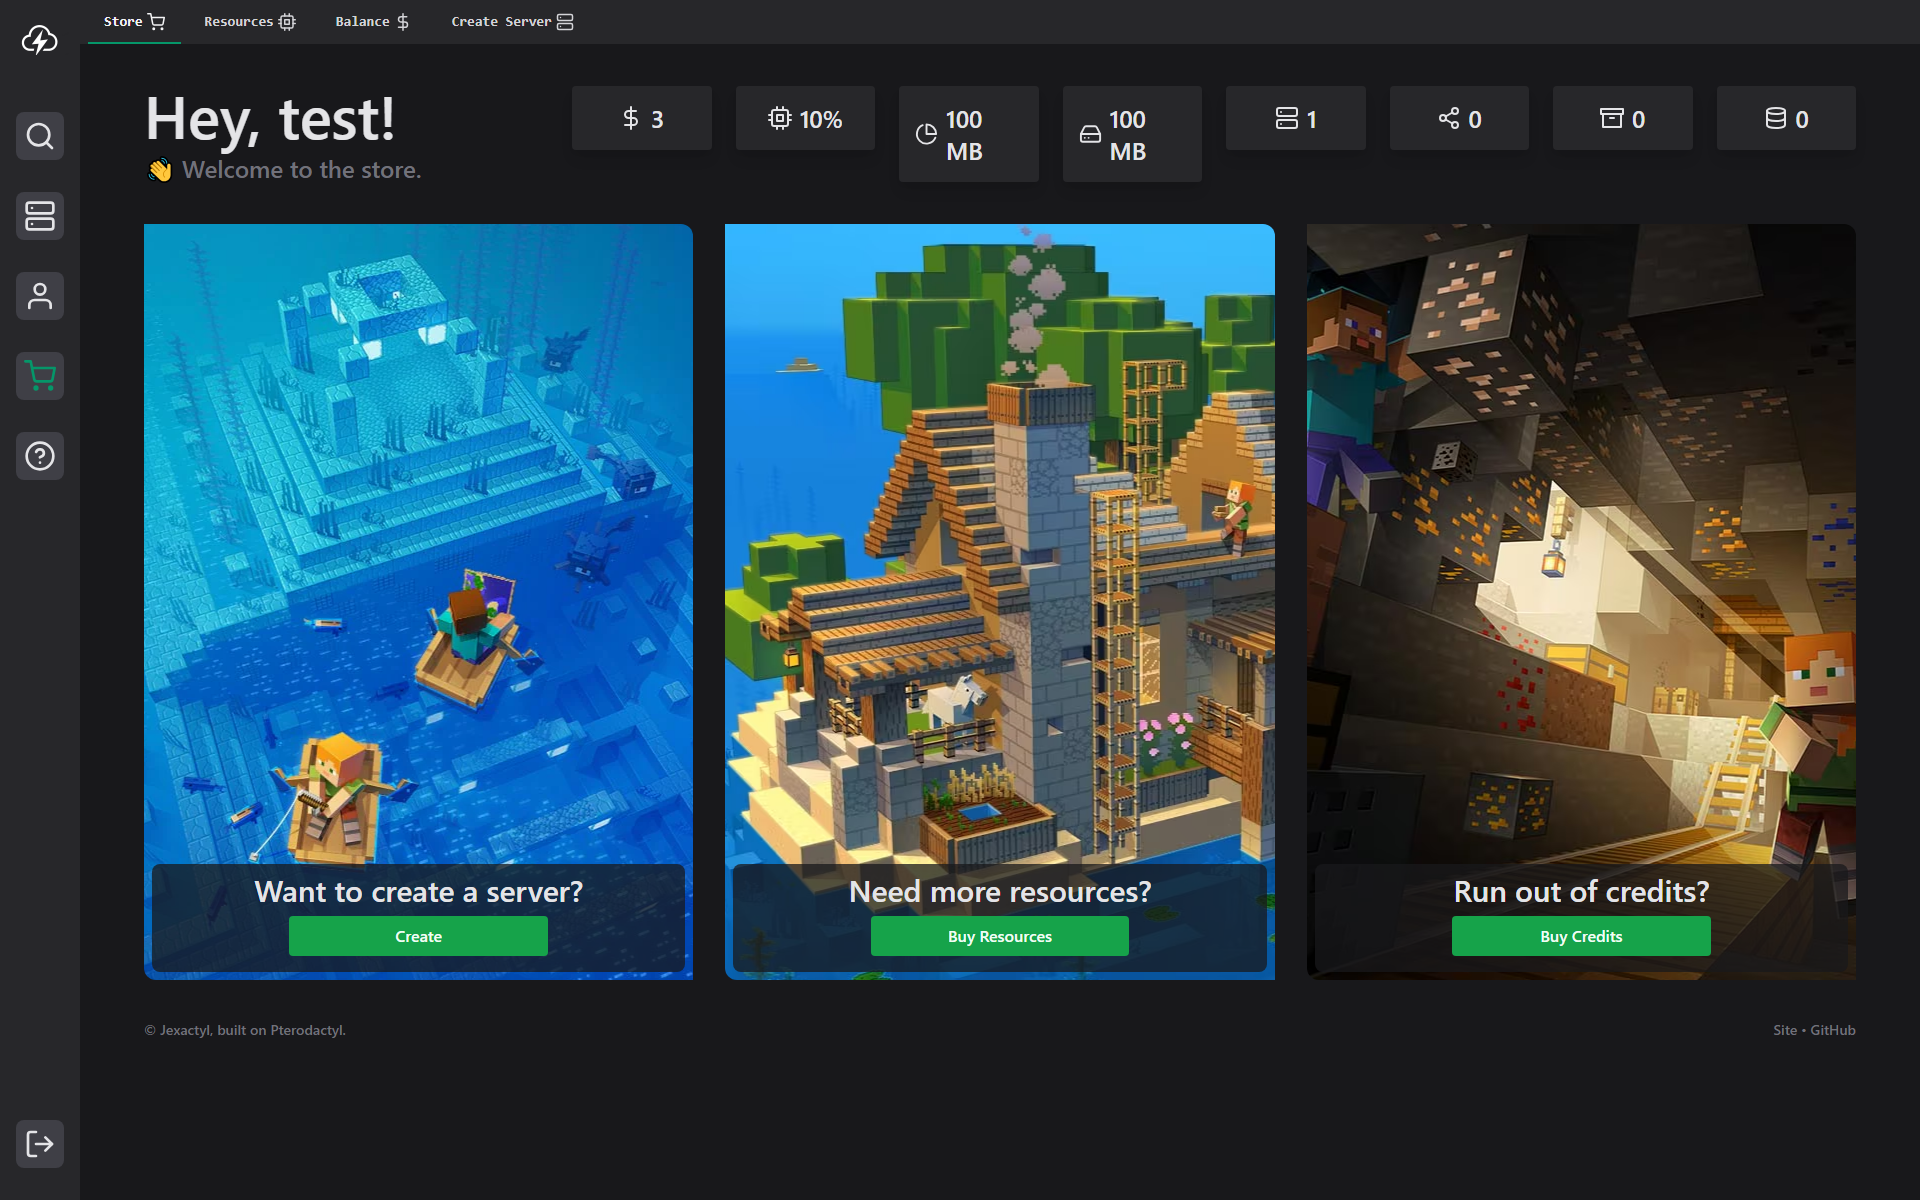 Store
Resources
Balance
Create Server
Hey, test!
👋 Welcome to the store.
3
10%
100
MB
100
MB
1
0
0
0
Want to create a server?
Create
Need more resources?
Buy Resources
Run out of credits?
Buy Credits
© Jexactyl, built on Pterodactyl.
Site • GitHub